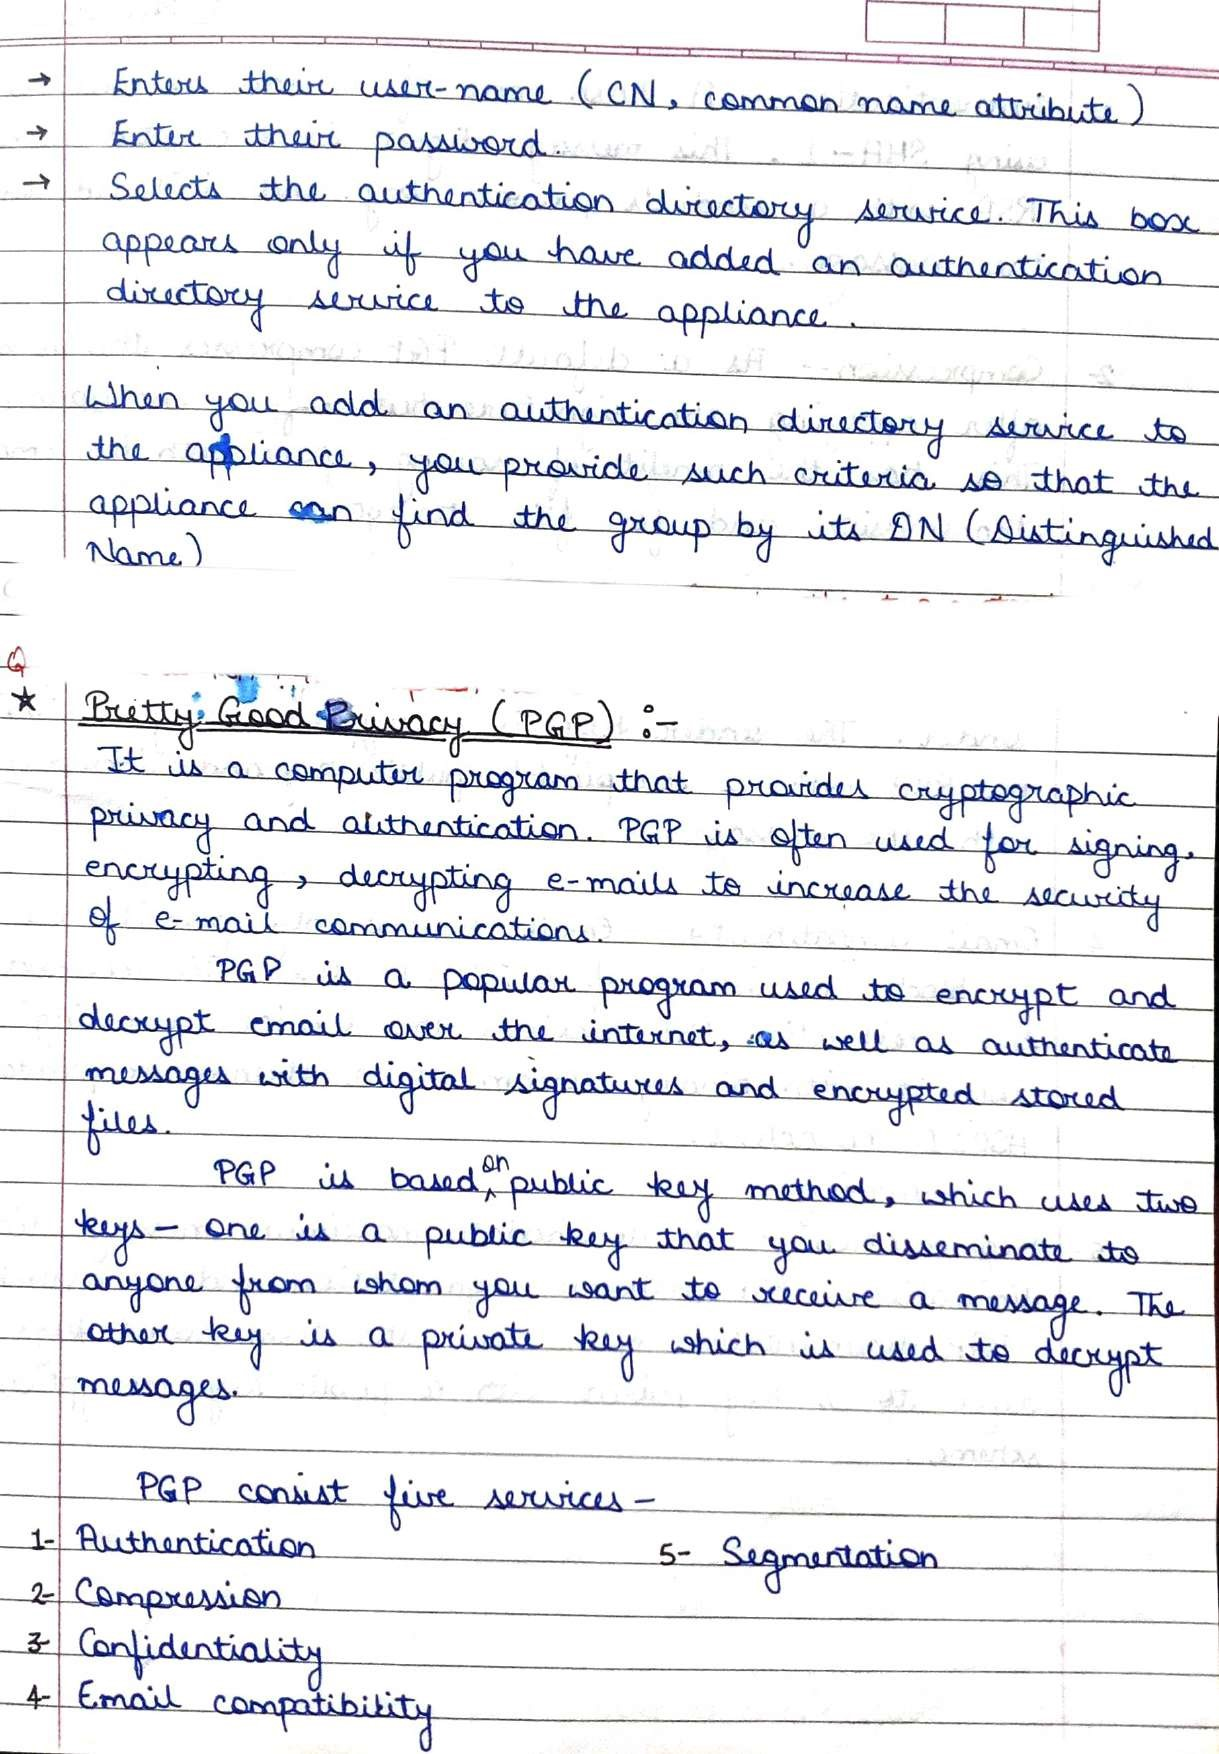 → Enters their user-name (CN, common name attribute)
→ Enter their password.
→ Selects the authentication directory service. This box
appears only if you have added an authentication
directory service to the appliance.
When you add an authentication directory service to
the appliance, you provide such criteria so that the
appliance can find the group by its DN (Distinguished
Name)
Q
★ Pretty Good Privacy (PGP) :-
It is a computer program that provides cryptographic
privacy and authentication. PGP is often used for signing,
encrypting, decrypting e-mails to increase the security
of e-mail communications.
PGP is a popular program used to encrypt and
decrypt email over the internet, as well as authenticate
messages with digital signatures and encrypted stored
files.
PGP is based on public key method, which uses two
keys - one is a public key that you disseminate to
anyone from whom you want to receive a message. The
other key is a private key which is used to decrypt
messages.
PGP consist five services -
1- Authentication
2- Compression
3- Confidentiality
4- Email compatibility
5- Segmentation